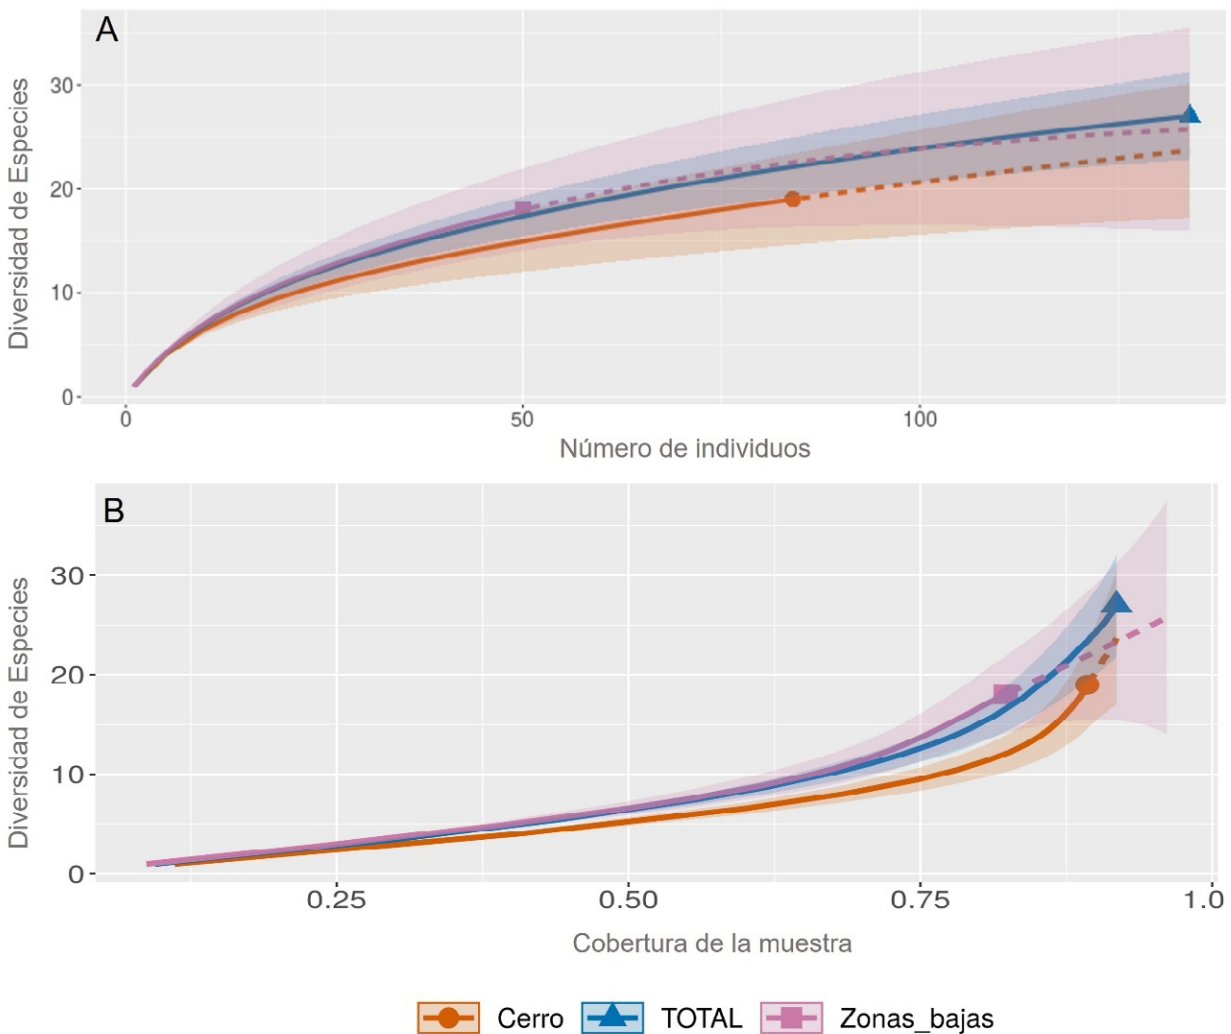 A
Diversidad de Especies
30
20
10
0
0 50 100
Número de individuos
B
Diversidad de Especies
30
20
10
0
0.25 0.50 0.75 1.0
Cobertura de la muestra
Cerro TOTAL Zonas_bajas